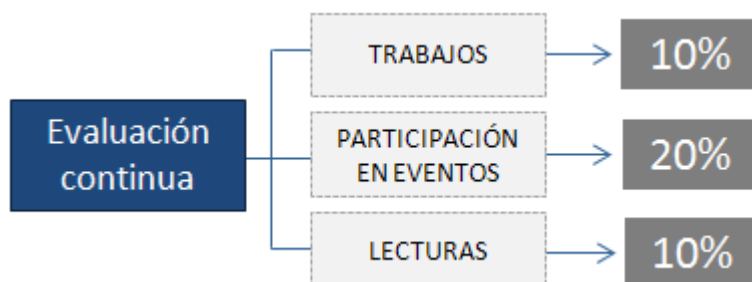 Evaluación
continua
TRABAJOS
10%
PARTICIPACIÓN
EN EVENTOS
20%
LECTURAS
10%